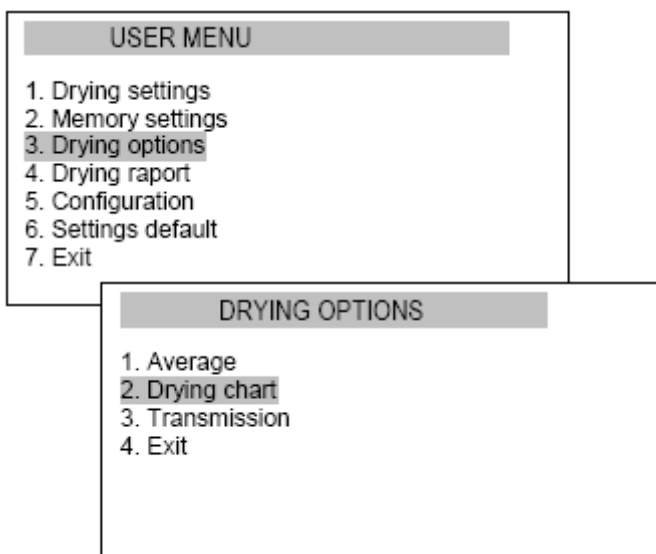 USER MENU
1. Drying settings
2. Memory settings
3. Drying options
4. Drying raport
5. Configuration
6. Settings default
7. Exit
DRYING OPTIONS
1. Average
2. Drying chart
3. Transmission
4. Exit